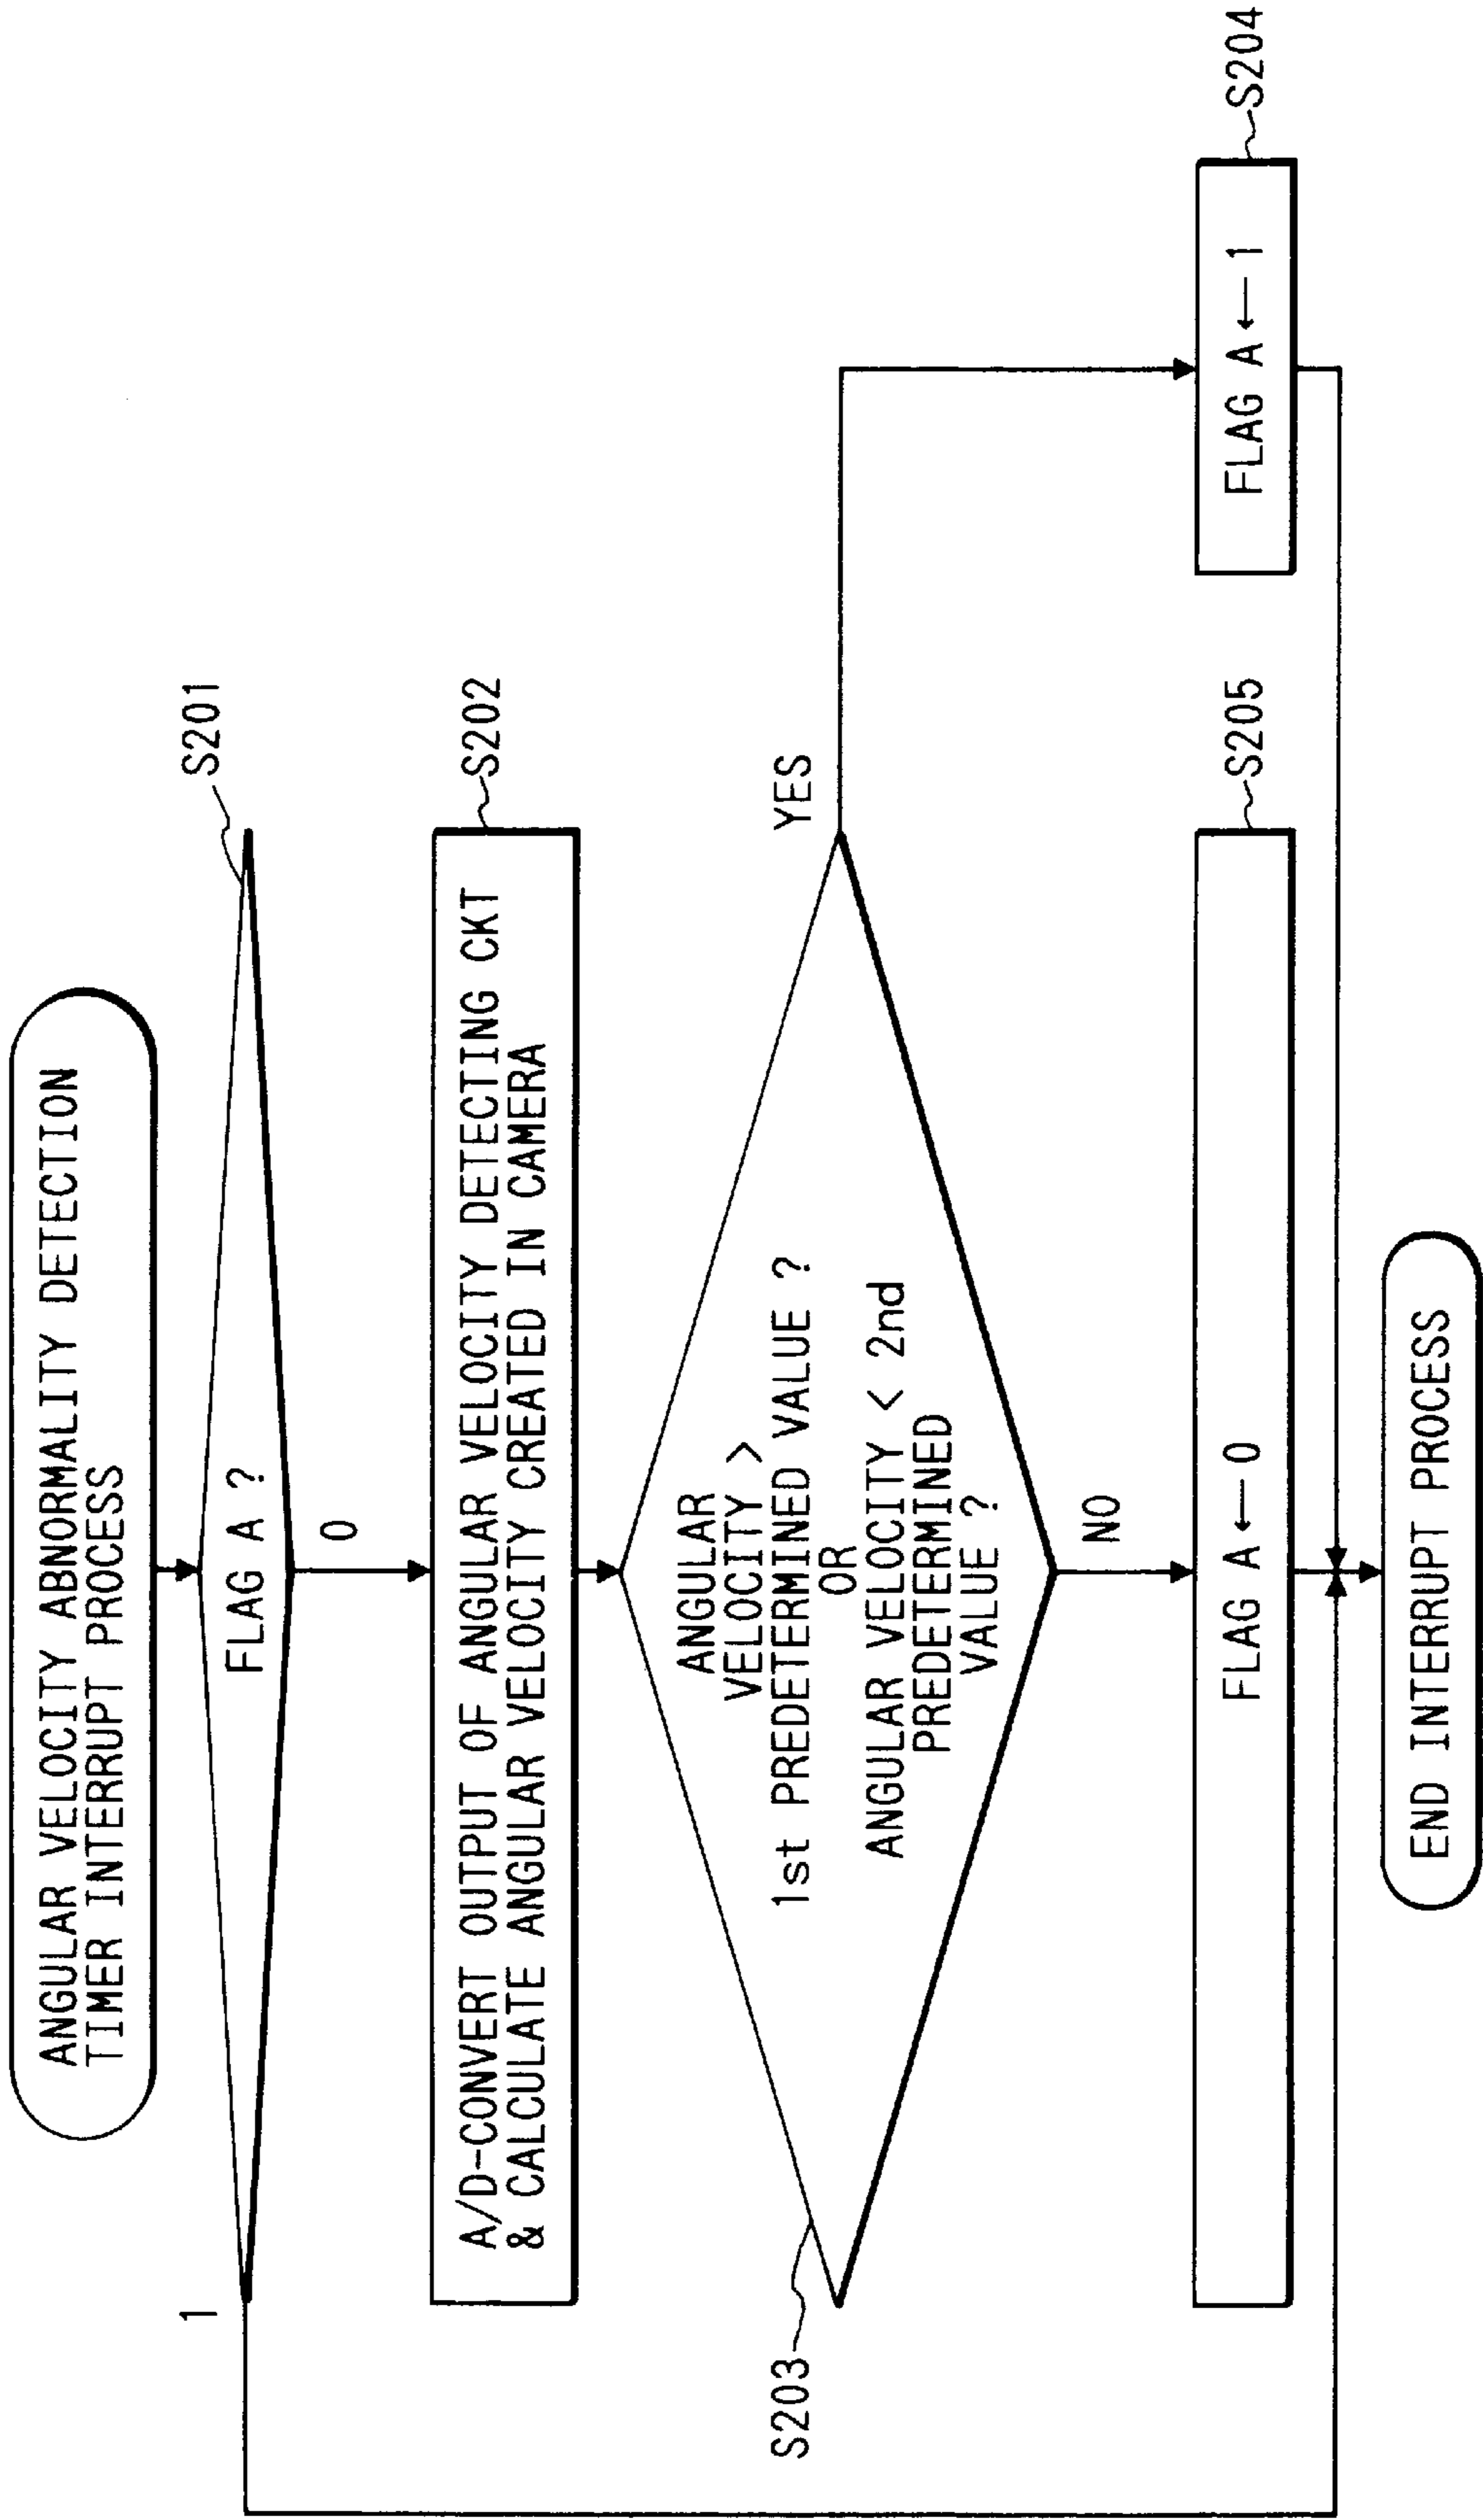 ANGULAR VELOCITY ABNORMALITY DETECTION
TIMER INTERRUPT PROCESS
S201
FLAG A ?
1
0
S202
A/D-CONVERT OUTPUT OF ANGULAR VELOCITY DETECTING CKT
& CALCULATE ANGULAR VELOCITY CREATED IN CAMERA
S203
ANGULAR
VELOCITY >
1st PREDETERMINED VALUE ?
OR
ANGULAR VELOCITY < 2nd
PREDETERMINED
VALUE ?
YES
NO
S205
FLAG A ← 0
S204
FLAG A ← 1
END INTERRUPT PROCESS